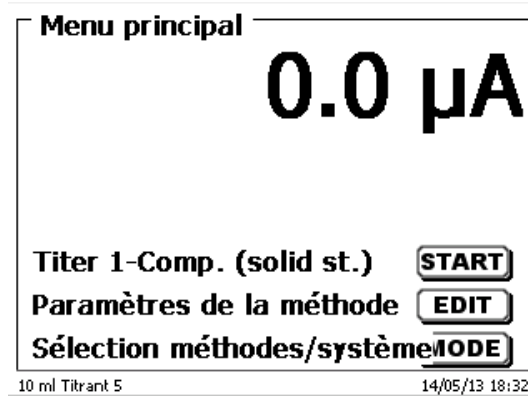 Menu principal
0.0 µA
Titer 1-Comp. (solid st.) START
Paramètres de la méthode EDIT
Sélection méthodes/système MODE
10 ml Titrant 5 14/05/13 18:32